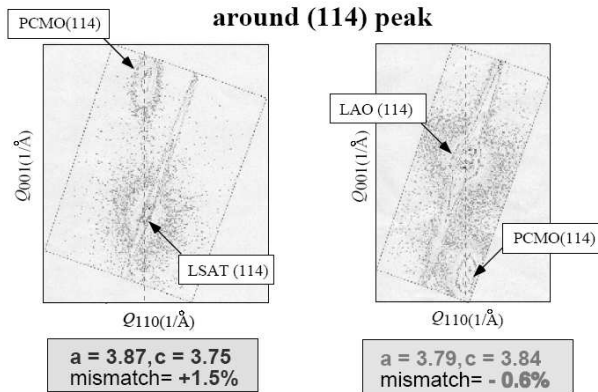 around (114) peak
PCMO(114)
Q001(1/Å)
LSAT (114)
Q110(1/Å)
a = 3.87, c = 3.75
mismatch= +1.5%
LAO (114)
Q001(1/Å)
PCMO(114)
Q110(1/Å)
a = 3.79, c = 3.84
mismatch= - 0.6%